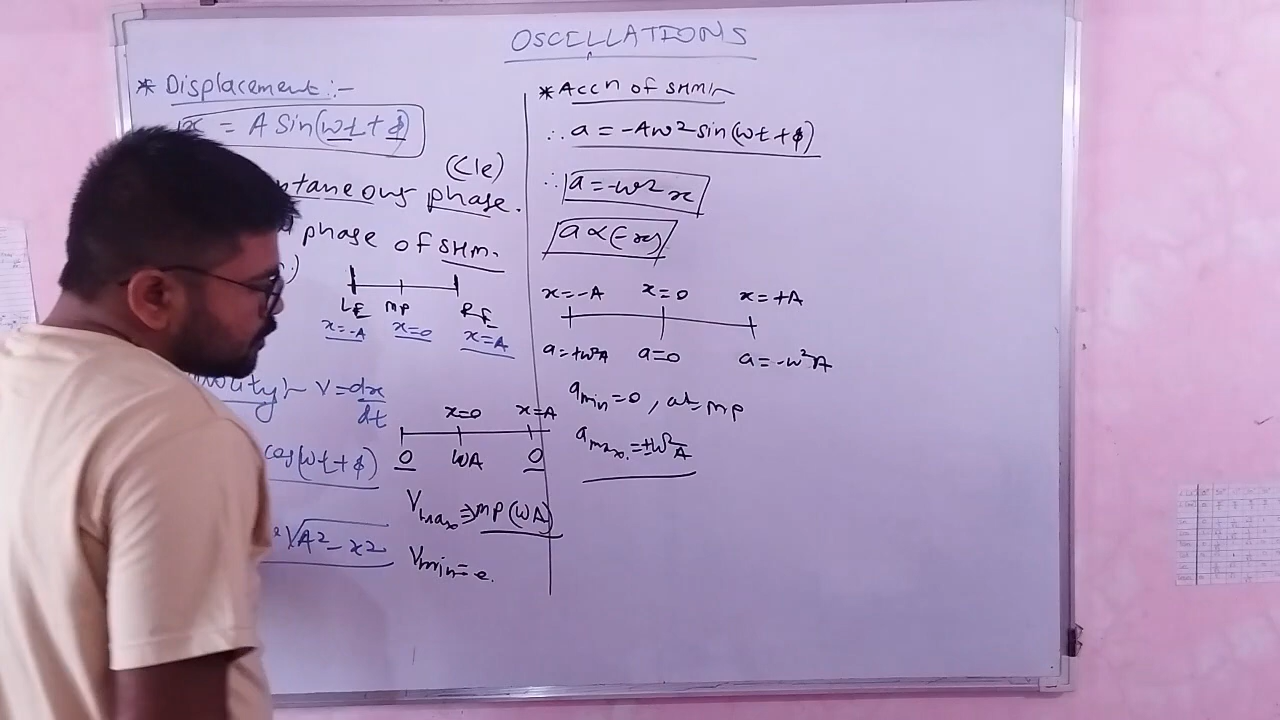 OSCELLATIONS
* Displacement :-
x = A Sin(ωt + φ)
(cle)
ntaneous phase.
phase of SHM.
LE MP RE
x=-A x=0 x=A
V = dx/dt
cos(ωt + φ)
√A² - x²
x=0 x=A
0 ωA 0
Vmax ⇒ MP (ωA)
Vmin = e.
* Accn of SHM :-
∴ a = -Aω² sin(ωt + φ)
∴ a = -ω² x
a ∝ (-x)
x=-A x=0 x=+A
a=+ω²A a=0 a=-ω²A
amin = 0 , at MP
amax. = ±ω²A